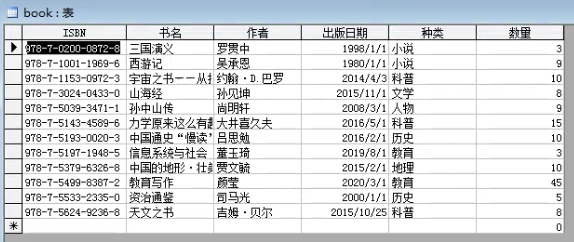 book : 表
ISBN 书名 作者 出版日期 种类 数量
978-7-0200-0872-8 三国演义 罗贯中 1998/1/1 小说 3
978-7-1001-1969-6 西游记 吴承恩 1980/1/1 小说 9
978-7-1153-0972-3 宇宙之书——从托 约翰·D.巴罗 2014/4/3 科普 10
978-7-3024-0433-0 山海经 孙见坤 2015/11/1 文学 8
978-7-5039-3471-1 孙中山传 尚明轩 2008/3/1 人物 9
978-7-5143-4589-6 力学原来这么有趣 大井喜久夫 2016/5/1 科普 15
978-7-5193-0020-3 中国通史“慢读” 吕思勉 2016/2/1 历史 10
978-7-5197-1948-5 信息系统与社会 董玉琦 2019/8/1 教育 3
978-7-5379-6326-8 中国的地形·壮 贾文毓 2015/2/1 地理 10
978-7-5499-8387-2 教育写作 颜莹 2020/3/1 教育 45
978-7-5533-2335-0 资治通鉴 司马光 2000/1/1 历史 5
978-7-5624-9236-8 天文之书 吉姆·贝尔 2015/10/25 科普 8
* 0